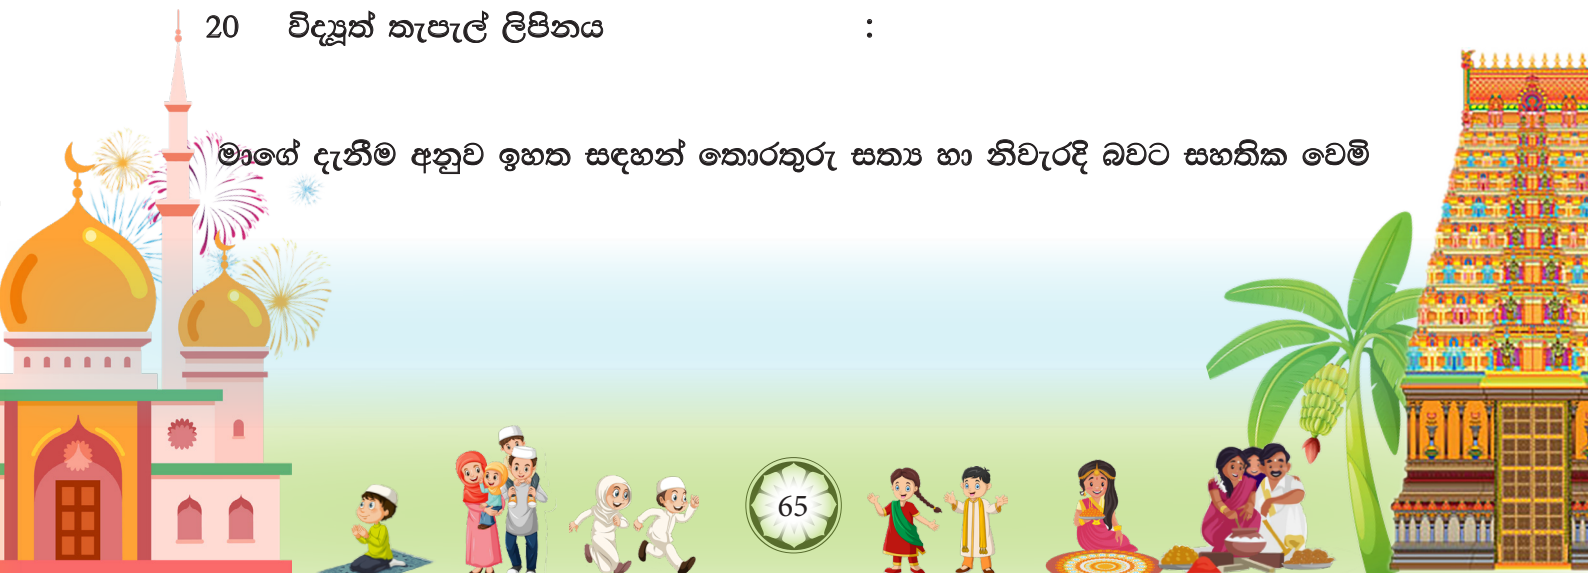 20 විද්‍යුත් තැපැල් ලිපිනය :
මාගේ දැනීම අනුව ඉහත සඳහන් තොරතුරු සත්‍ය හා නිවැරදි බවට සහතික වෙමි
65